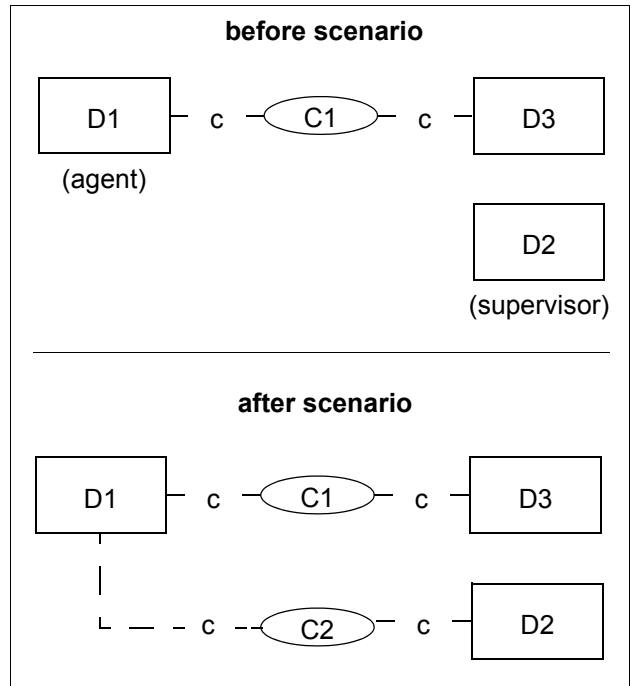 before scenario
D1 c C1 c D3
(agent)
D2
(supervisor)
after scenario
D1 c C1 c D3
c C2 c D2